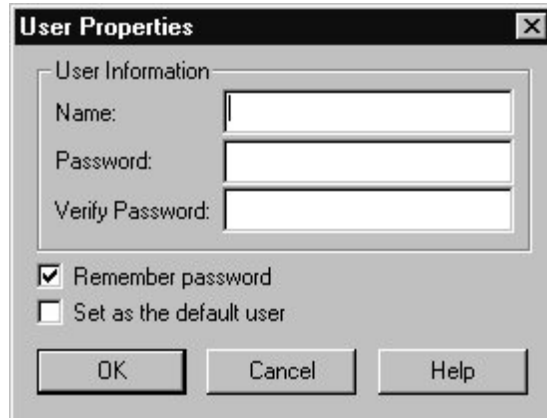 User Properties
User Information
Name:
Password:
Verify Password:
Remember password
Set as the default user
OK Cancel Help